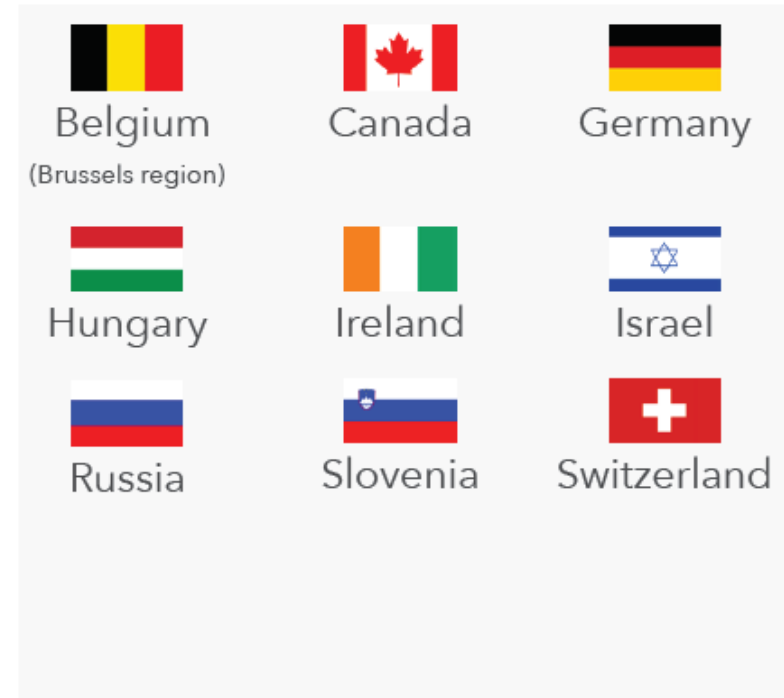 Belgium
Canada
Germany
(Brussels region)
Hungary
Ireland
Israel
Russia
Slovenia
Switzerland